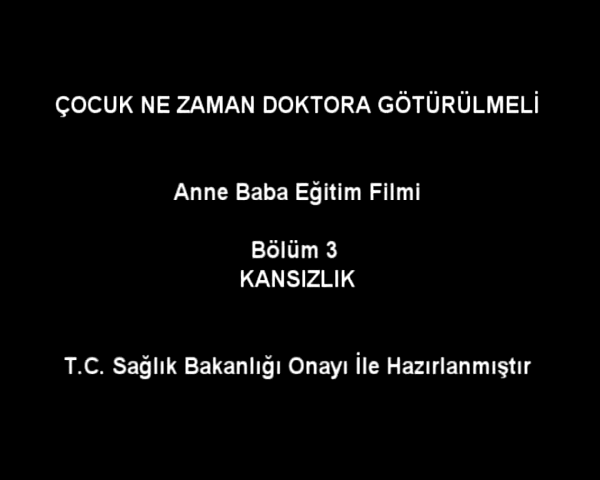 ÇOCUK NE ZAMAN DOKTORA GÖTÜRÜLMELİ
Anne Baba Eğitim Filmi
Bölüm 3
KANSIZLIK
T.C. Sağlık Bakanlığı Onayı İle Hazırlanmıştır